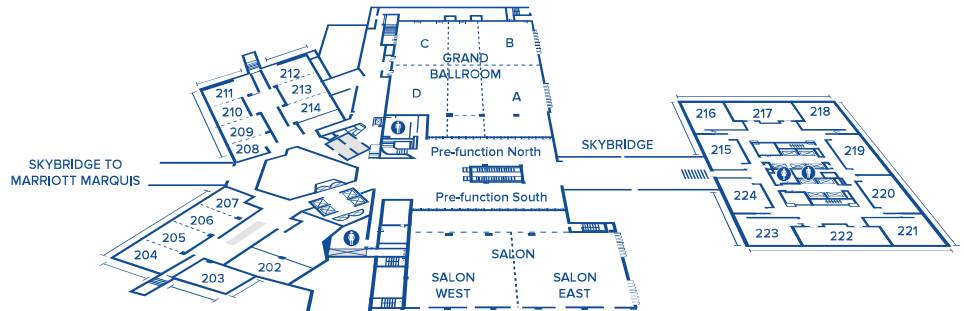 C
B
GRAND
BALLROOM
D
A
212
213
214
211
210
209
208
216
217
218
215
219
Pre-function North
SKYBRIDGE
SKYBRIDGE TO
MARRIOTT MARQUIS
Pre-function South
224
220
223
222
221
207
206
205
204
203
202
SALON
SALON
WEST
SALON
EAST